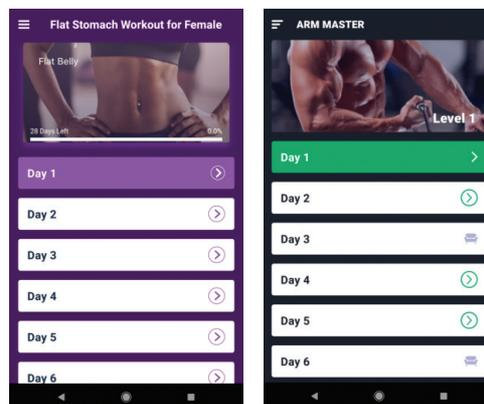 Flat Stomach Workout for Female
Flat Belly
28 Days Left 0.0%
Day 1
Day 2
Day 3
Day 4
Day 5
Day 6
ARM MASTER
Level 1
Day 1
Day 2
Day 3
Day 4
Day 5
Day 6